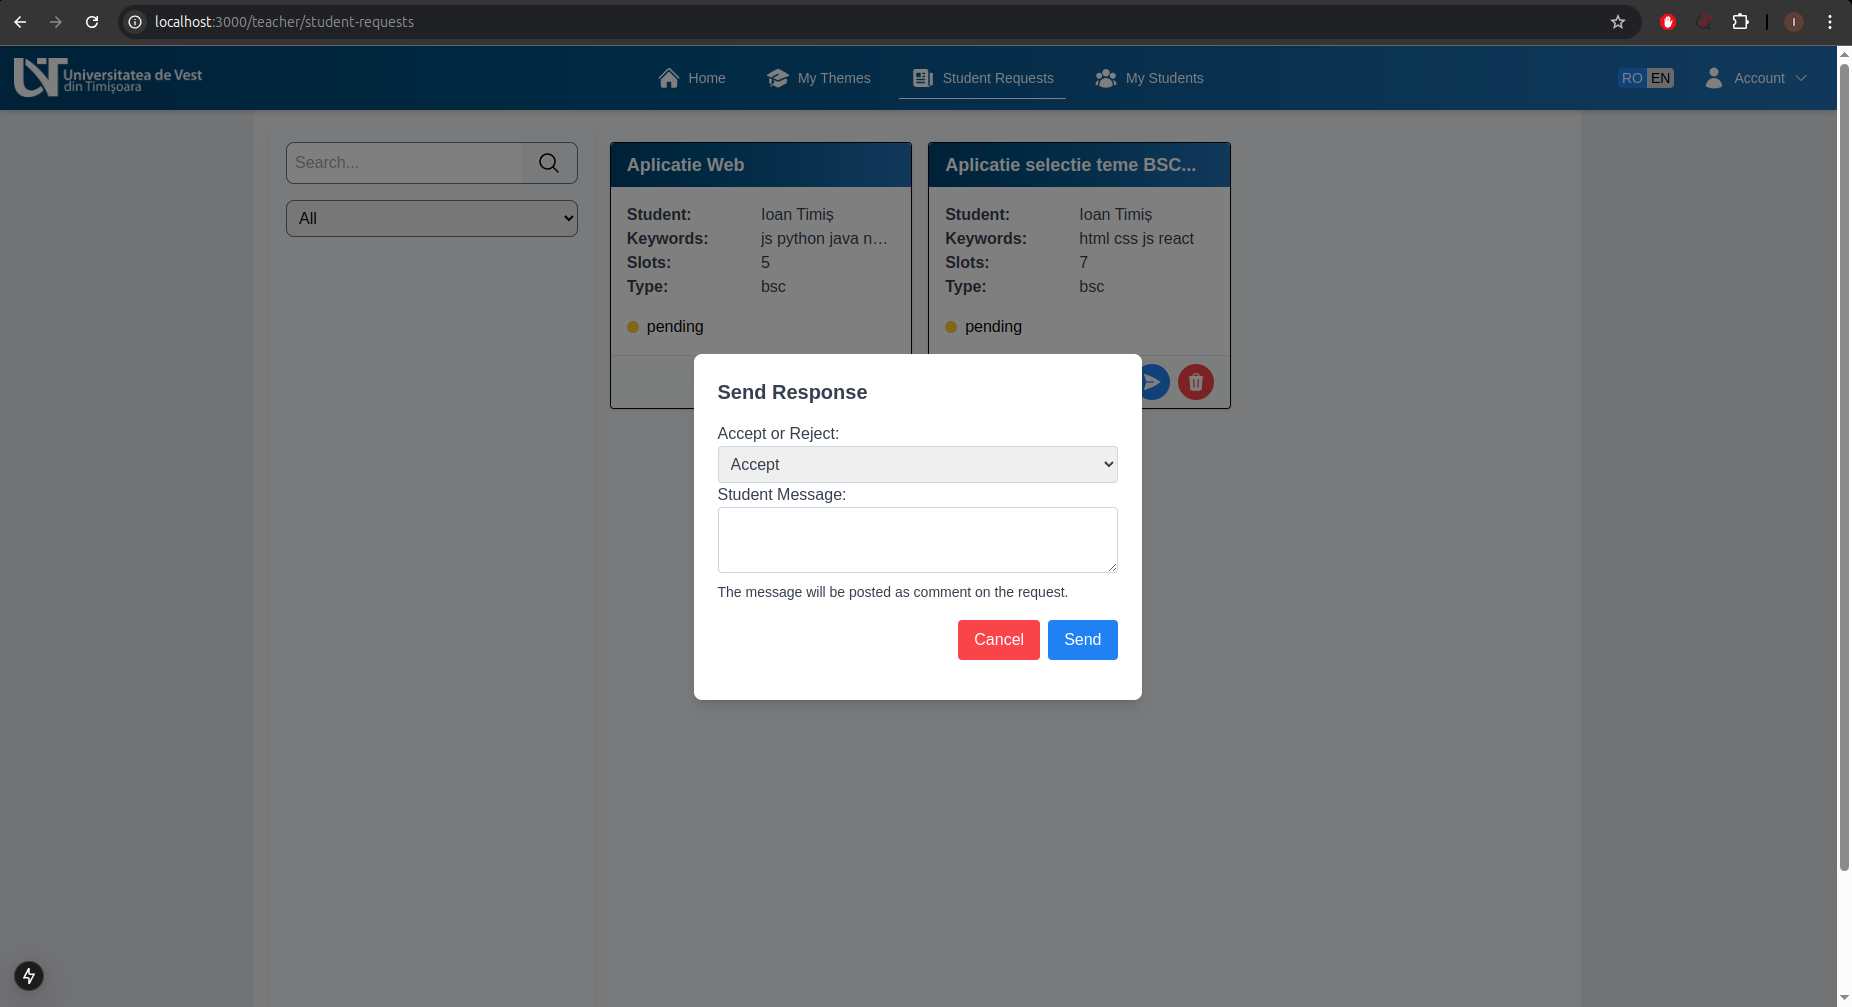 localhost:3000/teacher/student-requests
I
UNT
Universitatea de Vest
din Timișoara
Home
My Themes
Student Requests
My Students
RO EN
Account
Search...
All
Aplicatie Web
Student: Ioan Timiș
Keywords: js python java n...
Slots: 5
Type: bsc
pending
Aplicatie selectie teme BSC...
Student: Ioan Timiș
Keywords: html css js react
Slots: 7
Type: bsc
pending
Send Response
Accept or Reject:
Accept
Student Message:
The message will be posted as comment on the request.
Cancel
Send